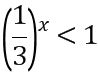 (1/3)^x < 1